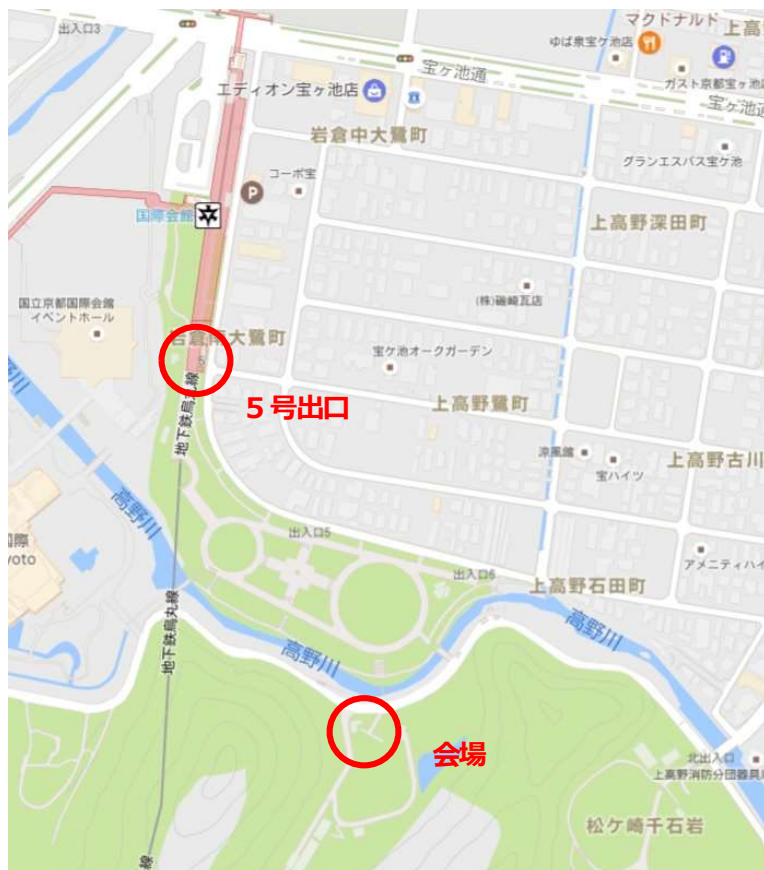 出入口3
マクドナルド
上高
ゆば泉宝ケ池店
宝ケ池通
ガスト京都宝ヶ池店
エディオン宝ヶ池店
宝ケ池通
岩倉中大鷺町
グランエスパス宝ケ池
コーポ宝
P
国際会館
上高野深田町
国立京都国際会館
イベントホール
(株)磯崎瓦店
岩倉南大鷺町
宝ケ池オークガーデン
5号出口
上高野鷺町
地下鉄烏丸線
野川
涼風館
宝ハイツ
上高野古川
高野川
出入口5
国際
yoto
アメニティハイ
出入口6
上高野石田町
地下鉄烏丸線
高野川
高野川
会場
北出入口
上高野消防分団器具
松ケ崎千石岩
線